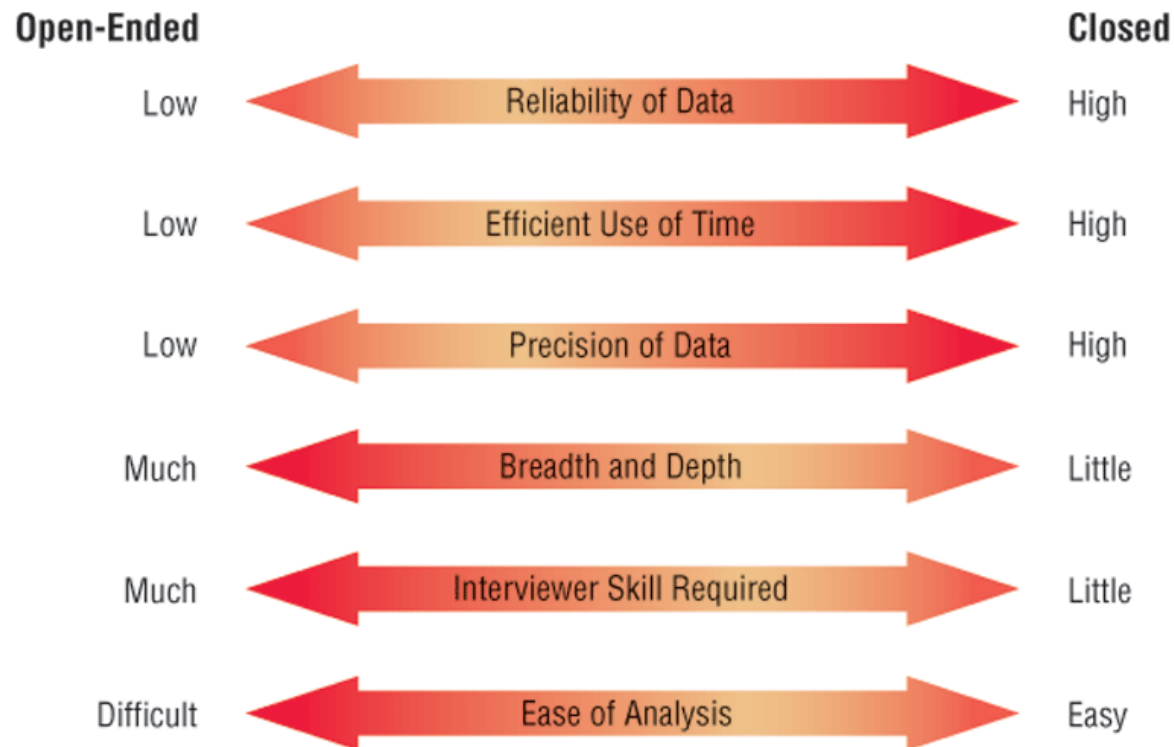 Open-Ended Closed
Low Reliability of Data High
Low Efficient Use of Time High
Low Precision of Data High
Much Breadth and Depth Little
Much Interviewer Skill Required Little
Difficult Ease of Analysis Easy